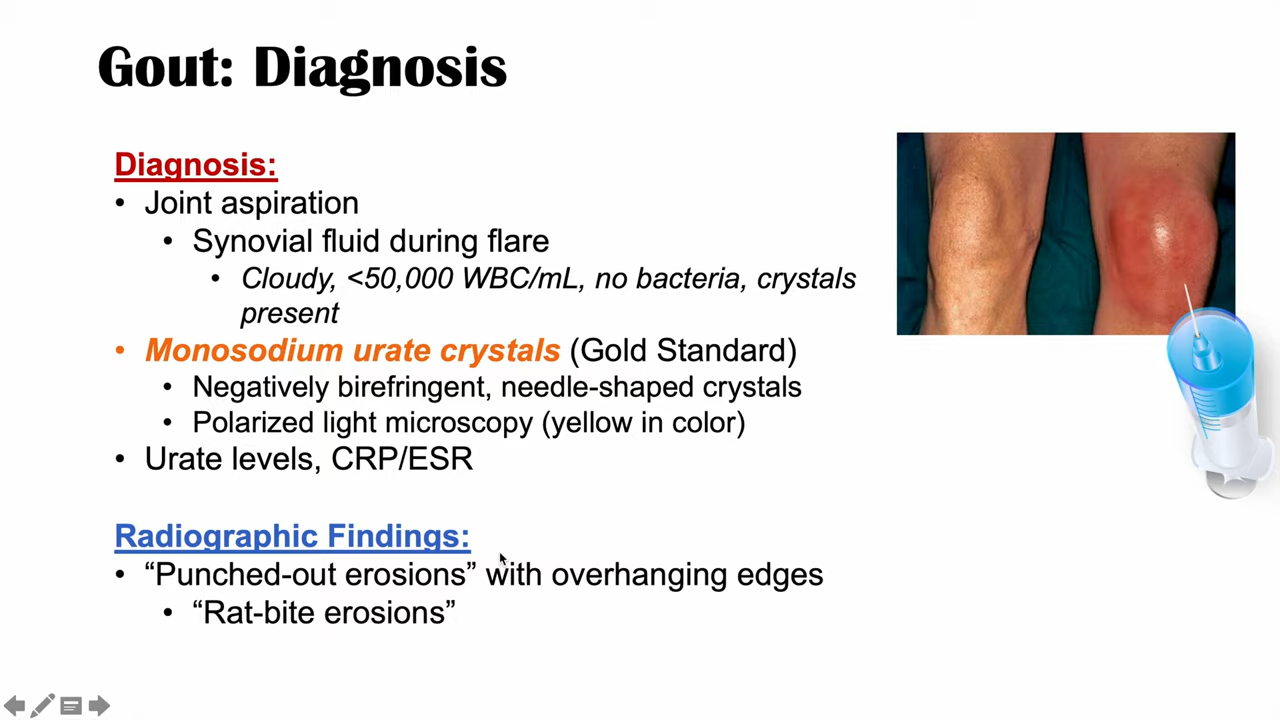 Gout: Diagnosis
Diagnosis:
• Joint aspiration
• Synovial fluid during flare
• Cloudy, <50,000 WBC/mL, no bacteria, crystals
present
• Monosodium urate crystals (Gold Standard)
• Negatively birefringent, needle-shaped crystals
• Polarized light microscopy (yellow in color)
• Urate levels, CRP/ESR
Radiographic Findings:
• “Punched-out erosions” with overhanging edges
• “Rat-bite erosions”